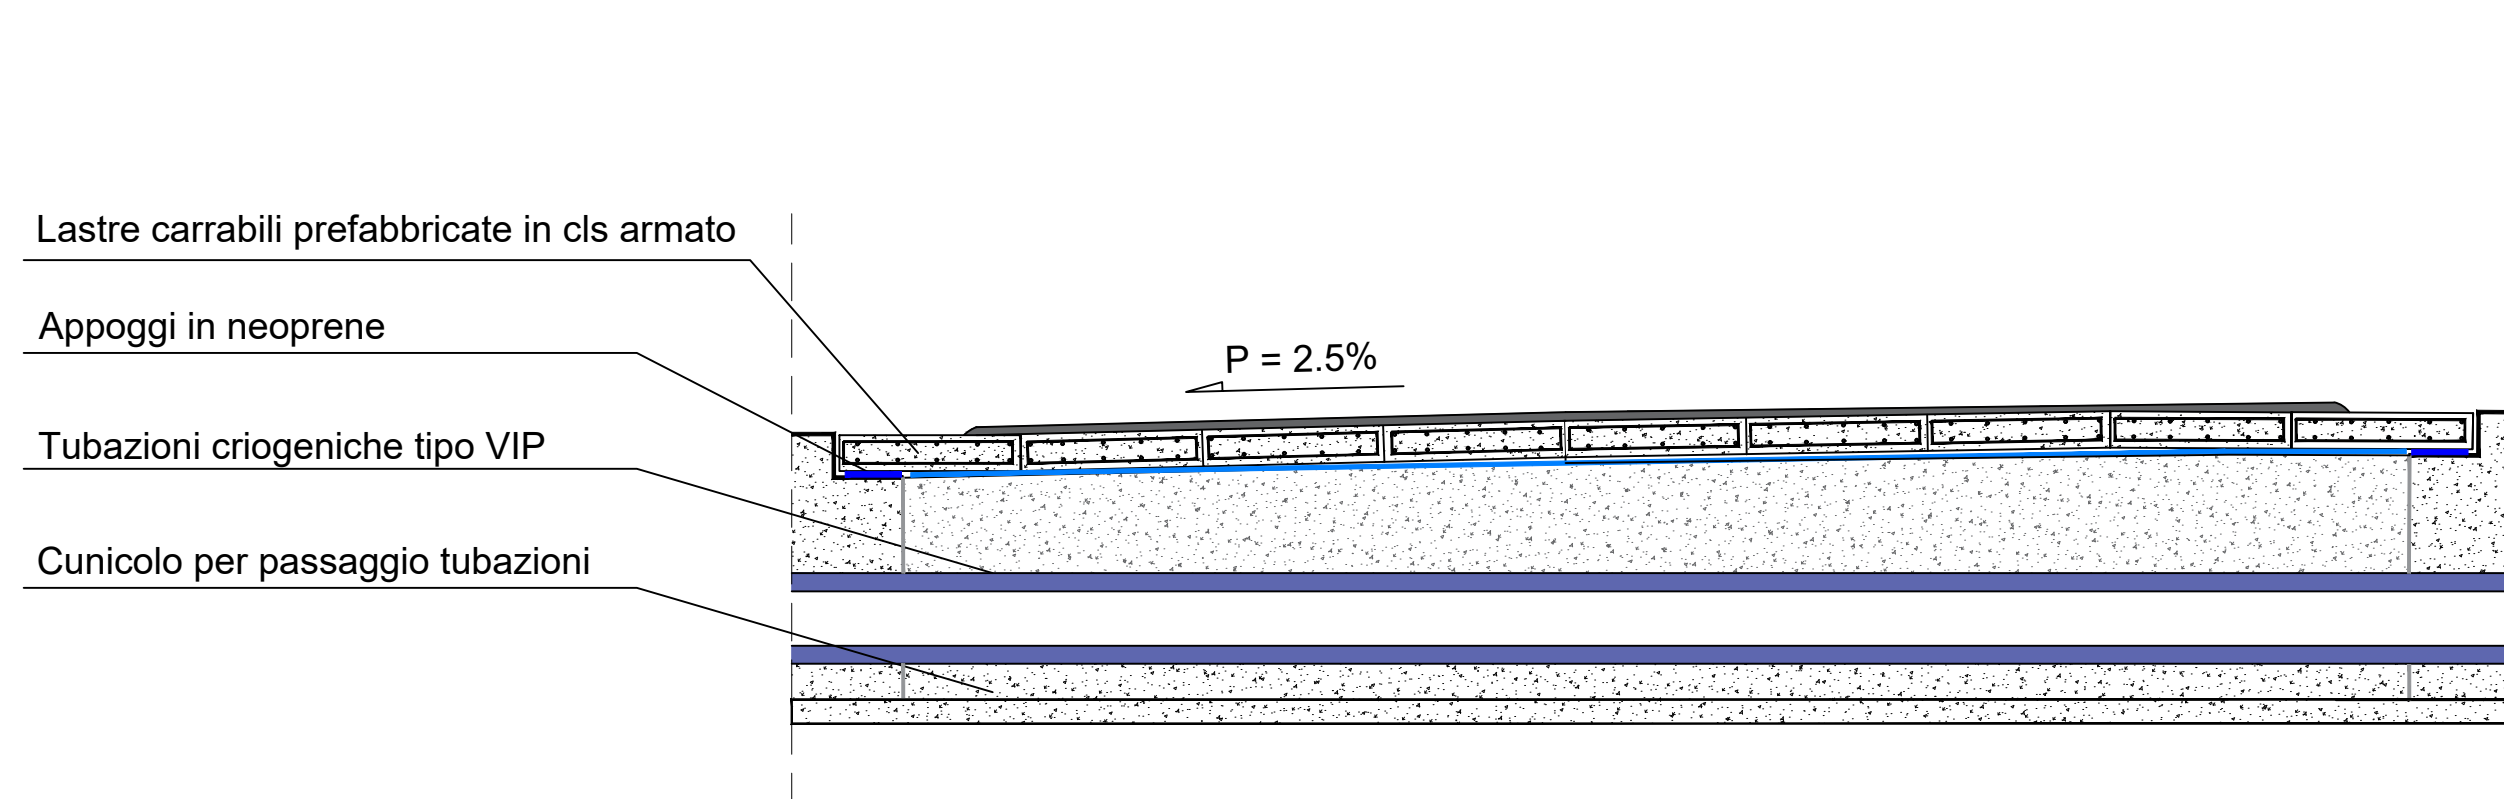 Lastre carrabili prefabbricate in cls armato
Appoggi in neoprene
P = 2.5%
Tubazioni criogeniche tipo VIP
Cunicolo per passaggio tubazioni